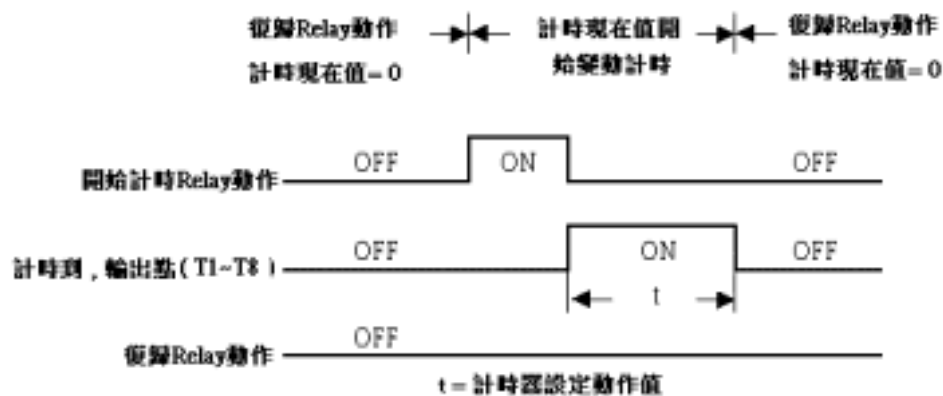 復歸Relay動作
計時現在值=0
計時現在值開
始變動計時
復歸Relay動作
計時現在值=0
開始計時Relay動作
OFF
ON
OFF
計時到,輸出點(T1~T8)
OFF
ON
OFF
t
復歸Relay動作
OFF
t=計時器設定動作值